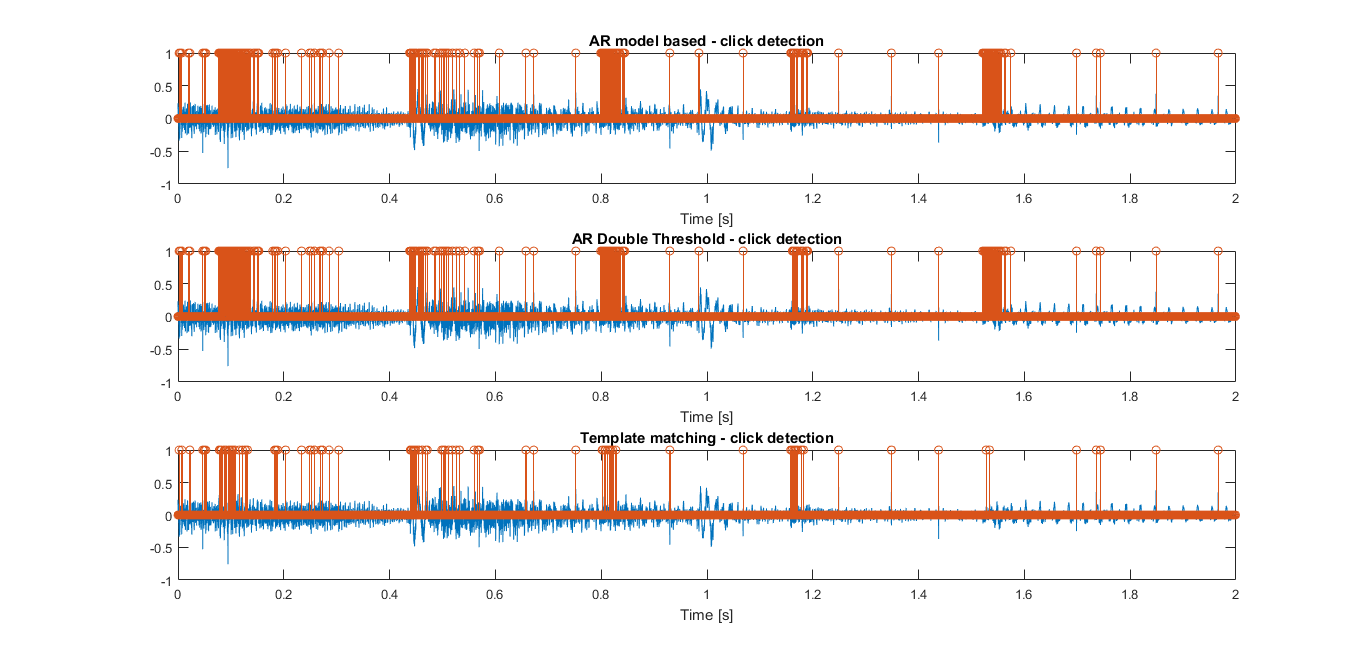 AR model based - click detection
1
0.5
0
-0.5
-1
0 0.2 0.4 0.6 0.8 1 1.2 1.4 1.6 1.8 2
Time [s]
AR Double Threshold - click detection
1
0.5
0
-0.5
-1
0 0.2 0.4 0.6 0.8 1 1.2 1.4 1.6 1.8 2
Time [s]
Template matching - click detection
1
0.5
0
-0.5
-1
0 0.2 0.4 0.6 0.8 1 1.2 1.4 1.6 1.8 2
Time [s]